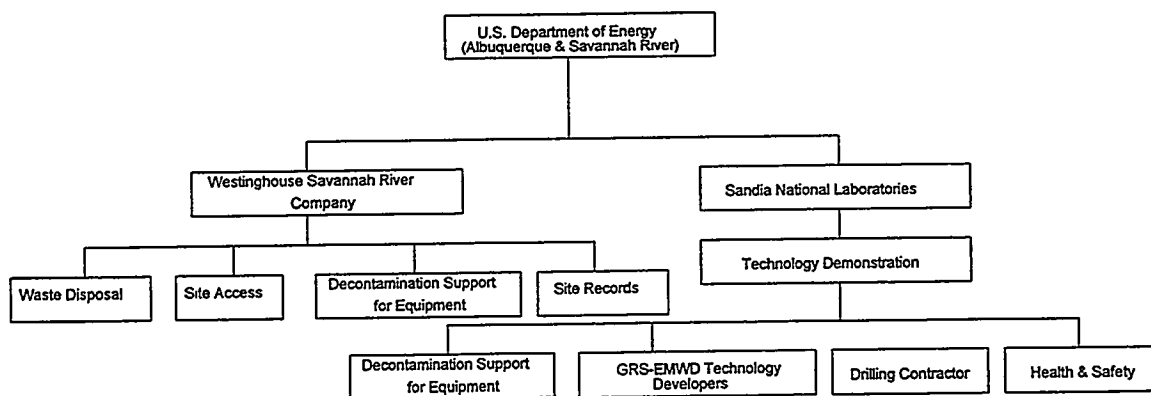 U.S. Department of Energy
(Albuquerque & Savannah River)
Westinghouse Savannah River
Company
Sandia National Laboratories
Waste Disposal
Site Access
Decontamination Support
for Equipment
Site Records
Technology Demonstration
Decontamination Support
for Equipment
GRS-EMWD Technology
Developers
Drilling Contractor
Health & Safety